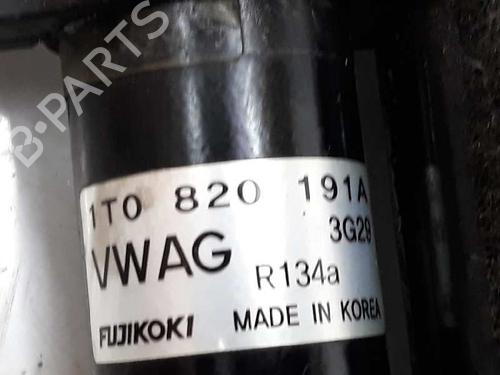 B-PARTS
1T0 820 191A
3G29
VWAG
R134a
FUJIKOKI MADE IN KOREA